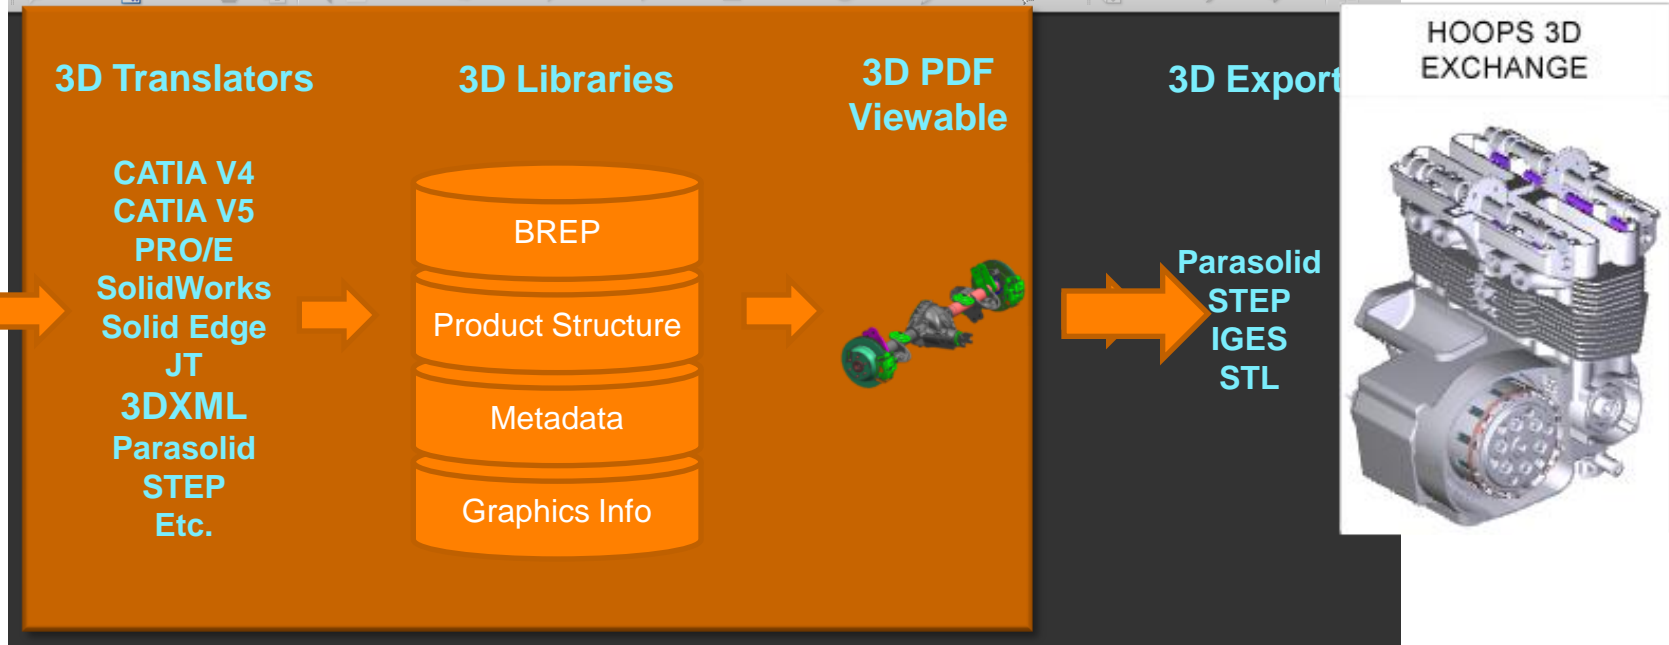 3D Translators
CATIA V4
CATIA V5
PRO/E
SolidWorks
Solid Edge
JT
3DXML
Parasolid
STEP
Etc.
3D Libraries
BREP
Product Structure
Metadata
Graphics Info
3D PDF
Viewable
3D Export
Parasolid
STEP
IGES
STL
HOOPS 3D
EXCHANGE